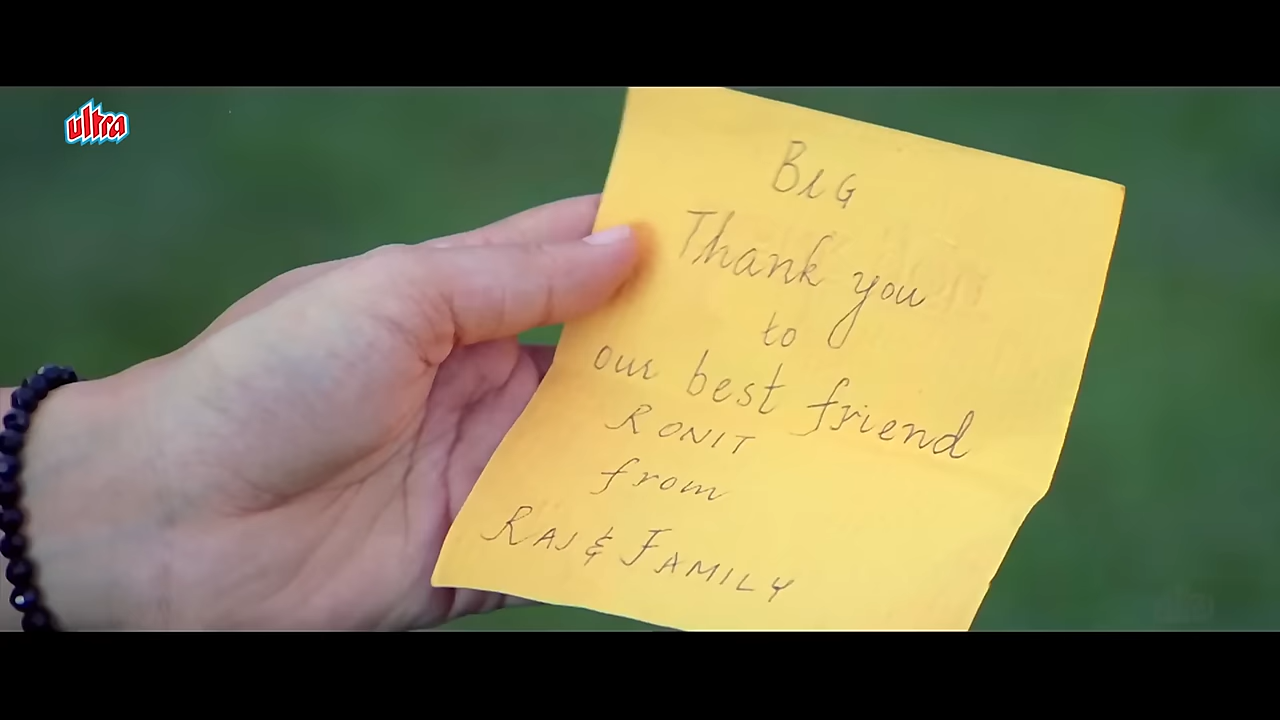 ultra
BIG
Thank you
to
our best friend
RONIT
from
RAJ & FAMILY